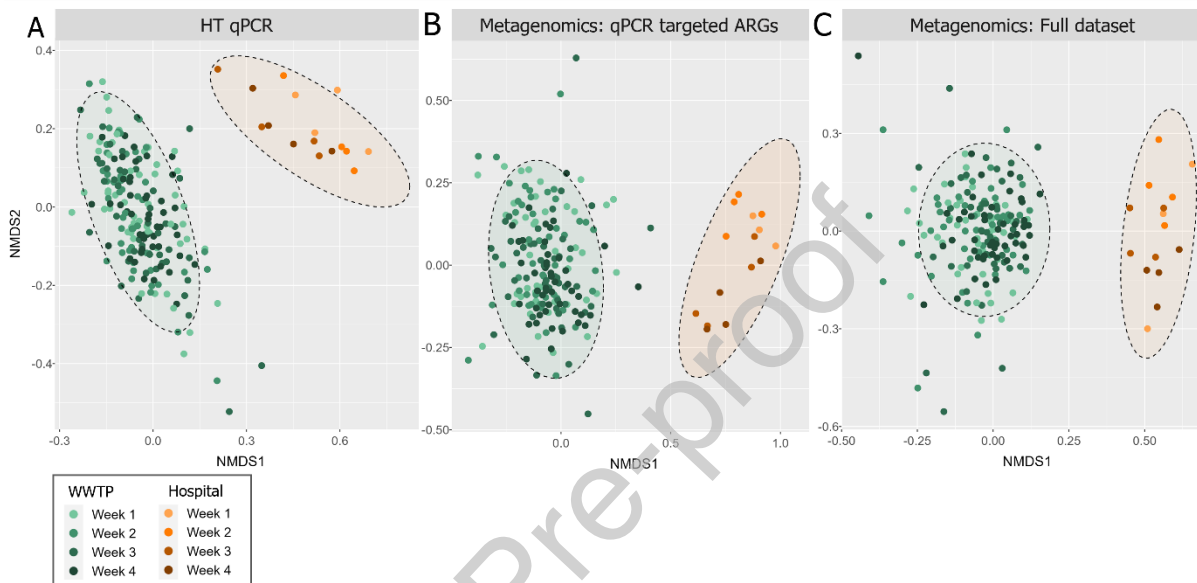 A HT qPCR
B Metagenomics: qPCR targeted ARGs
C Metagenomics: Full dataset
NMDS2
0.4
0.2
0.0
-0.2
-0.4
-0.3 0.0 0.3 0.6
NMDS1
0.50
0.25
0.00
-0.25
-0.50
0.0 0.5 1.0
NMDS1
0.3
0.0
-0.3
-0.6
-0.50 -0.25 0.00 0.25 0.50
NMDS1
WWTP Hospital
Week 1 Week 1
Week 2 Week 2
Week 3 Week 3
Week 4 Week 4
Pre-proof